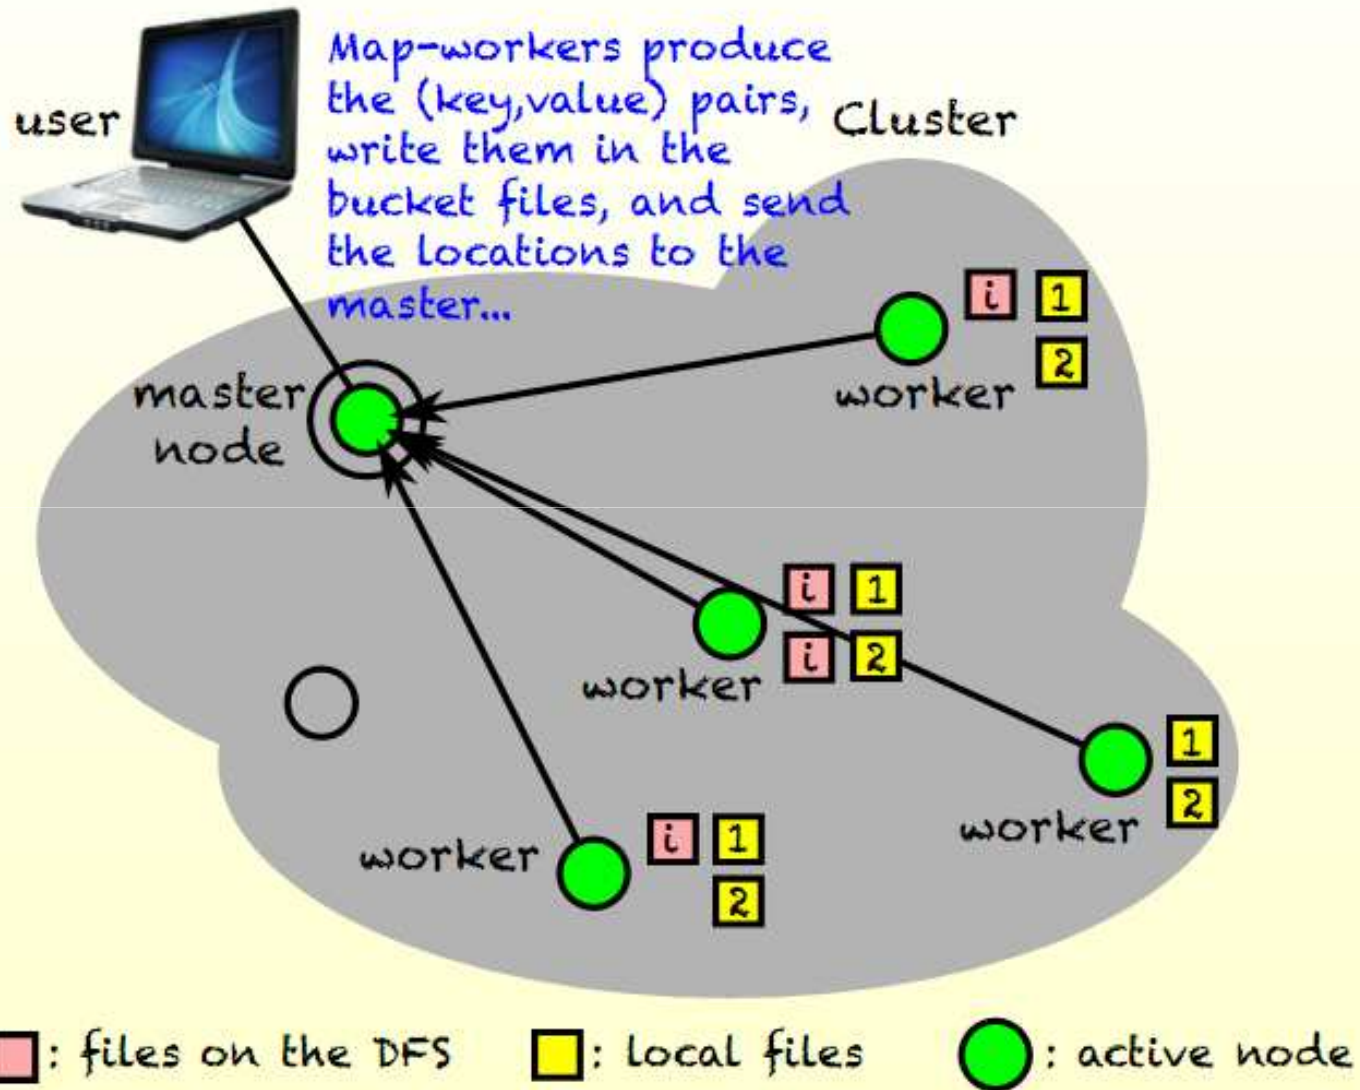 user
Map-workers produce
the (key,value) pairs,
write them in the
bucket files, and send
the locations to the
master...
Cluster
i 1
2
worker
master
node
i 1
i 2
worker
1
2
worker
i 1
2
worker
: files on the DFS : local files : active node